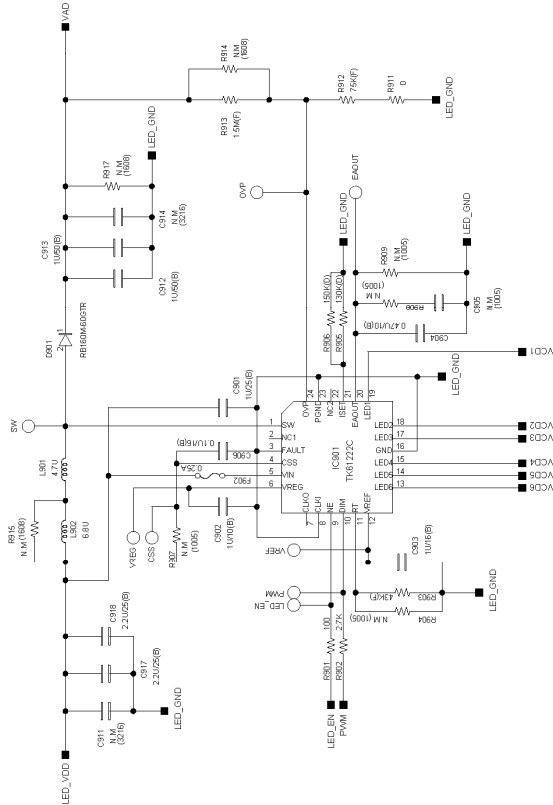 VAD
R914
N.M
(1608)
R913
1.5M(F)
R912
75K(F)
R911
0
LED_GND
LED_GND
R917
N.M
(1608)
C914
N.M
(3216)
C913
1U/50(B)
C912
1U/50(B)
OVP
EAOUT
LED_GND
R909
N.M
(1005)
150K(D)
130K(D)
R906
R905
N.M
(1005)
R908
0.47U/10(B)
C904
C905
N.M
(1005)
LED_GND
D901
2
1
RB160M-60GTR
SW
C901
1U/25(B)
0.1U/16(B)
C906
0.25A
F902
L901
4.7U
R915
N.M (1608)
L902
6.8U
VREG
CSS
R907
N.M
(1005)
C902
1U/10(B)
1
2
3
4
5
6
SW
NC1
FAULT
CSS
VIN
VREG
IC901
TK61222C
OVP
PGND
NC2
ISET
EAOUT
LED1
24
23
22
21
20
19
LED2
LED3
GND
LED4
LED5
LED6
18
17
16
15
14
13
CLKO
CLKI
NE
DIM
RT
VREF
7
8
9
10
11
12
VCD1
LED_GND
VCD2
VCD3
VCD4
VCD5
VCD6
C918
2.2U/25(B)
C917
2.2U/25(B)
C911
N.M
(3216)
LED_GND
LED_VDD
VREF
PWM
LED_EN
C903
1U/16(B)
100
2.7K
R901
R902
LED_EN
PWM
43K(F)
R903
N.M (1005)
R904
LED_GND